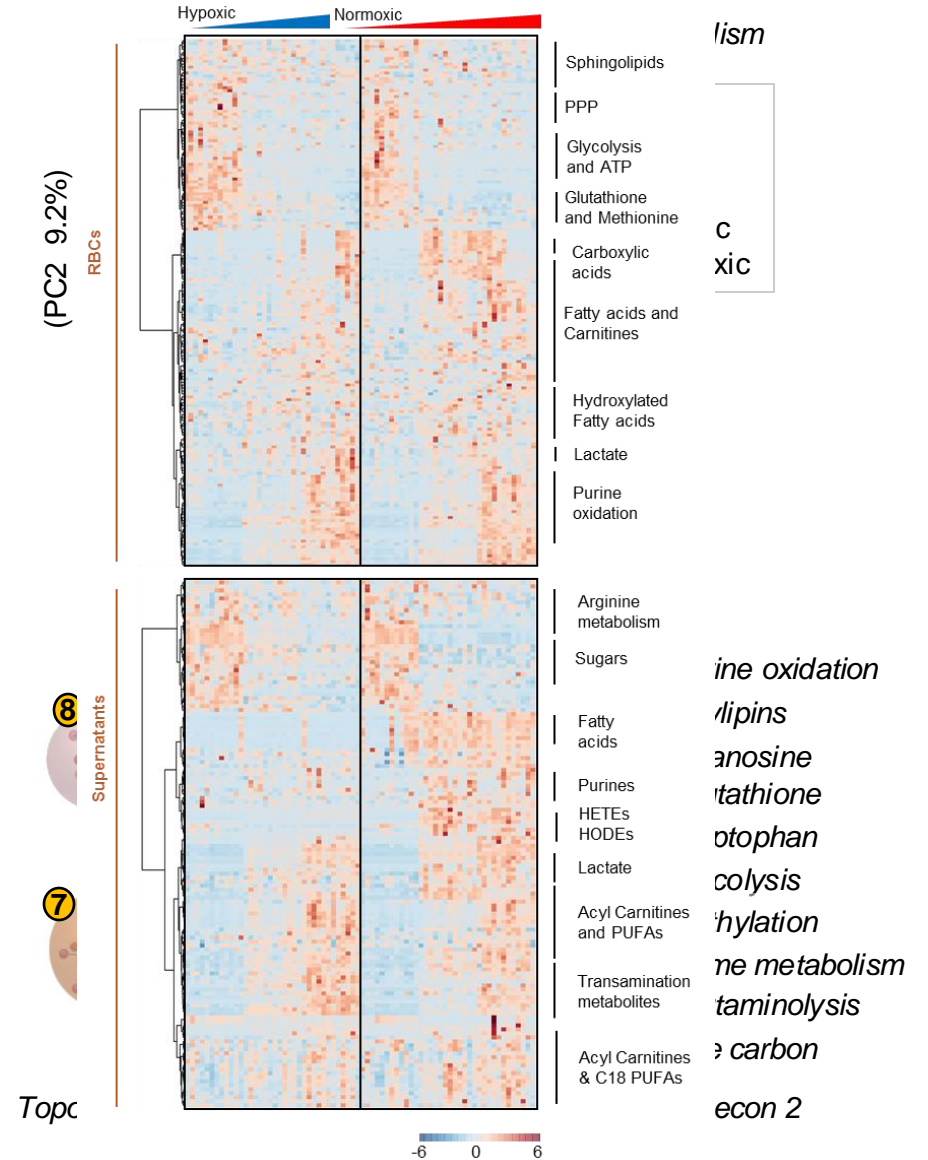 Hypoxic
Normoxic
lism
Sphingolipids
PPP
Glycolysis
and ATP
Glutathione
and Methionine
Carboxylic
acids
Fatty acids and
Carnitines
Hydroxylated
Fatty acids
Lactate
Purine
oxidation
(PC2 9.2%)
RBCs
c
xic
Arginine
metabolism
Sugars
Fatty
acids
Purines
HETEs
HODEs
Lactate
Acyl Carnitines
and PUFAs
Transamination
metabolites
Acyl Carnitines
& C18 PUFAs
Supernatants
8
7
ine oxidation
ylipins
anosine
tathione
ptophan
colysis
thylation
me metabolism
taminolysis
e carbon
Topo
econ 2
-6 0 6